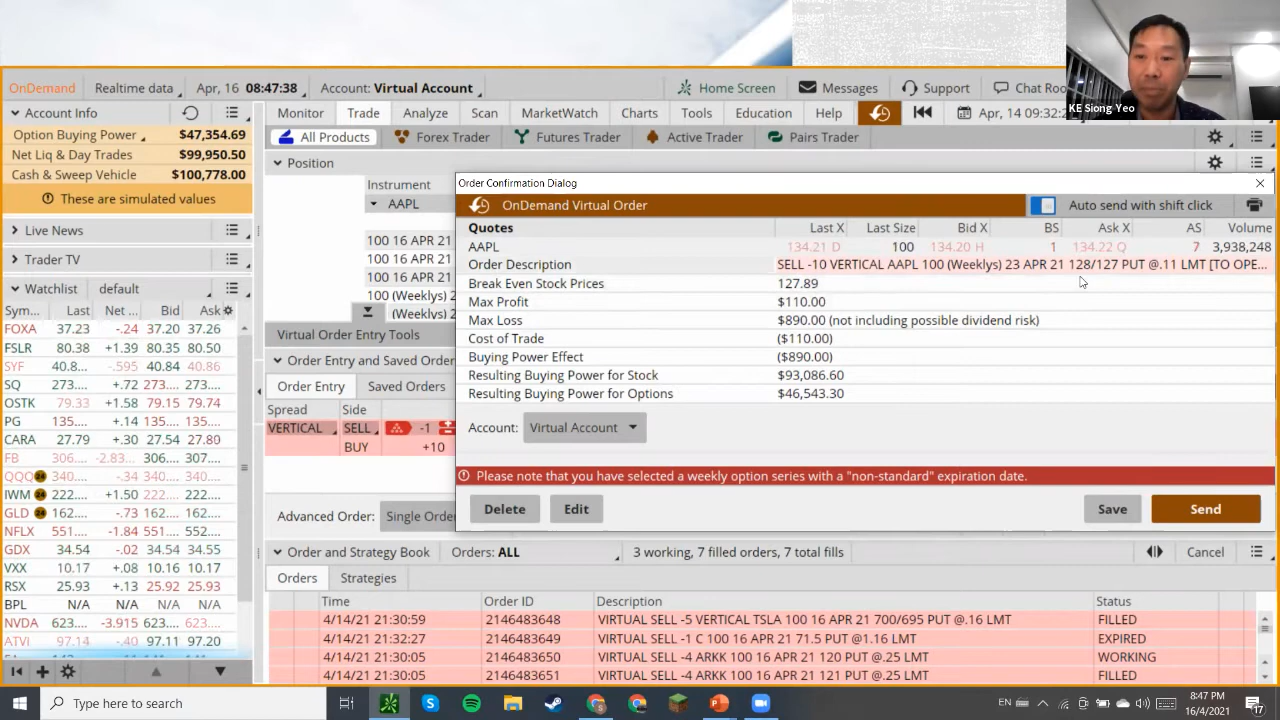 KE Siong Yeo
OnDemand Realtime data Apr, 16 08:47:38 Account: Virtual Account Home Screen Messages Support Chat Roo
Account Info
Option Buying Power $47,354.69
Net Liq & Day Trades $99,950.50
Cash & Sweep Vehicle $100,778.00
These are simulated values
Live News
Trader TV
Watchlist default
Sym... Last Net ... Bid Ask
FOXA 37.23 -.24 37.20 37.26
FSLR 80.38 +1.39 80.35 80.50
SYF 40.8... -.595 40.84 40.86
SQ 273.... +.72 273.... 273....
OSTK 79.33 +1.58 79.15 79.74
PG 135.... +.14 135.... 135....
CARA 27.79 +.30 27.54 27.80
FB 306.... -2.83... 306.... 307....
QQQ 340.... -.34 340.... 340....
IWM 222.... +1.50 222.... 222....
GLD 162.... -.73 162.... 162....
NFLX 551.... -1.84 551.... 551....
GDX 34.54 -.02 34.54 34.55
VXX 10.17 +.08 10.16 10.17
RSX 25.93 +.13 25.92 25.93
BPL N/A N/A N/A N/A
NVDA 623.... -3.915 623.... 623....
ATVI 97.14 -.40 97.11 97.20
Monitor Trade Analyze Scan MarketWatch Charts Tools Education Help Apr, 14 09:32:2
All Products Forex Trader Futures Trader Active Trader Pairs Trader
Position
Instrument
AAPL
100 16 APR 21
100 16 APR 21
100 16 APR 21
100 (Weeklys) 2
(Weeklys) 2
Virtual Order Entry Tools
Order Entry and Saved Order
Order Entry Saved Orders
Spread Side
VERTICAL SELL -1
BUY +10
Advanced Order: Single Orde
Order Confirmation Dialog
OnDemand Virtual Order Auto send with shift click
Quotes Last X Last Size Bid X BS Ask X AS Volume
AAPL 134.21 D 100 134.20 H 1 134.22 Q 7 3,938,248
Order Description SELL -10 VERTICAL AAPL 100 (Weeklys) 23 APR 21 128/127 PUT @.11 LMT [TO OPE...
Break Even Stock Prices 127.89
Max Profit $110.00
Max Loss $890.00 (not including possible dividend risk)
Cost of Trade ($110.00)
Buying Power Effect ($890.00)
Resulting Buying Power for Stock $93,086.60
Resulting Buying Power for Options $46,543.30
Account: Virtual Account
Please note that you have selected a weekly option series with a "non-standard" expiration date.
Delete Edit Save Send
Order and Strategy Book Orders: ALL 3 working, 7 filled orders, 7 total fills Cancel
Orders Strategies
Time Order ID Description Status
4/14/21 21:30:59 2146483648 VIRTUAL SELL -5 VERTICAL TSLA 100 16 APR 21 700/695 PUT @.16 LMT FILLED
4/14/21 21:32:27 2146483649 VIRTUAL SELL -1 C 100 16 APR 21 71.5 PUT @1.16 LMT EXPIRED
4/14/21 21:30:05 2146483650 VIRTUAL SELL -4 ARKK 100 16 APR 21 120 PUT @.25 LMT WORKING
4/14/21 21:30:05 2146483651 VIRTUAL SELL -4 ARKK 100 16 APR 21 121 PUT @.25 LMT FILLED
Type here to search
EN
8:47 PM
16/4/2021
17